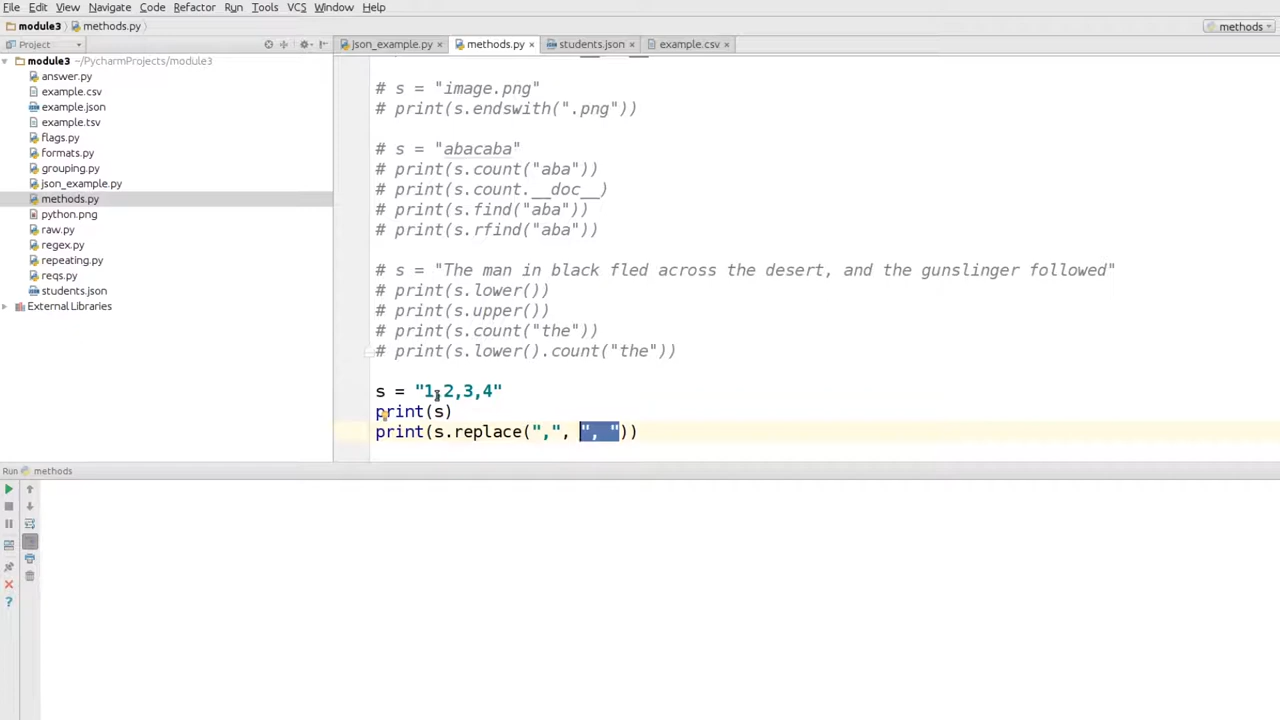 File Edit View Navigate Code Refactor Run Tools VCS Window Help
module3 methods.py methods
Project json_example.py methods.py students.json example.csv
module3 ~/PycharmProjects/module3
answer.py
example.csv
example.json
example.tsv
flags.py
formats.py
grouping.py
json_example.py
methods.py
python.png
raw.py
regex.py
repeating.py
reqs.py
students.json
External Libraries
# s = "image.png"
# print(s.endswith(".png"))
# s = "abacaba"
# print(s.count("aba"))
# print(s.count.__doc__)
# print(s.find("aba"))
# print(s.rfind("aba"))
# s = "The man in black fled across the desert, and the gunslinger followed"
# print(s.lower())
# print(s.upper())
# print(s.count("the"))
# print(s.lower().count("the"))
s = "1,2,3,4"
print(s)
print(s.replace(",", ", "))
Run methods